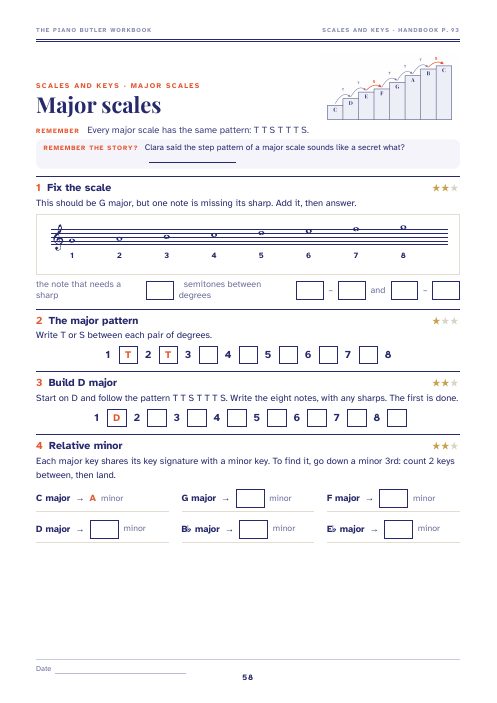 THE PIANO BUTLER WORKBOOK
SCALES AND KEYS · HANDBOOK P. 93
SCALES AND KEYS · MAJOR SCALES
Major scales
C D E F G A B C
REMEMBER Every major scale has the same pattern: T T S T T T S.
REMEMBER THE STORY? Clara said the step pattern of a major scale sounds like a secret what?
1 Fix the scale ★★★
This should be G major, but one note is missing its sharp. Add it, then answer.
1 2 3 4 5 6 7 8
the note that needs a sharp
semitones between degrees
– and –
2 The major pattern ★★★
Write T or S between each pair of degrees.
1 T 2 T 3 4 5 6 7 8
3 Build D major ★★★
Start on D and follow the pattern T T S T T T S. Write the eight notes, with any sharps. The first is done.
1 D 2 3 4 5 6 7 8
4 Relative minor ★★★
Each major key shares its key signature with a minor key. To find it, go down a minor 3rd: count 2 keys
between, then land.
C major → A minor G major → minor F major → minor
D major → minor B♭ major → minor E♭ major → minor
Date
58